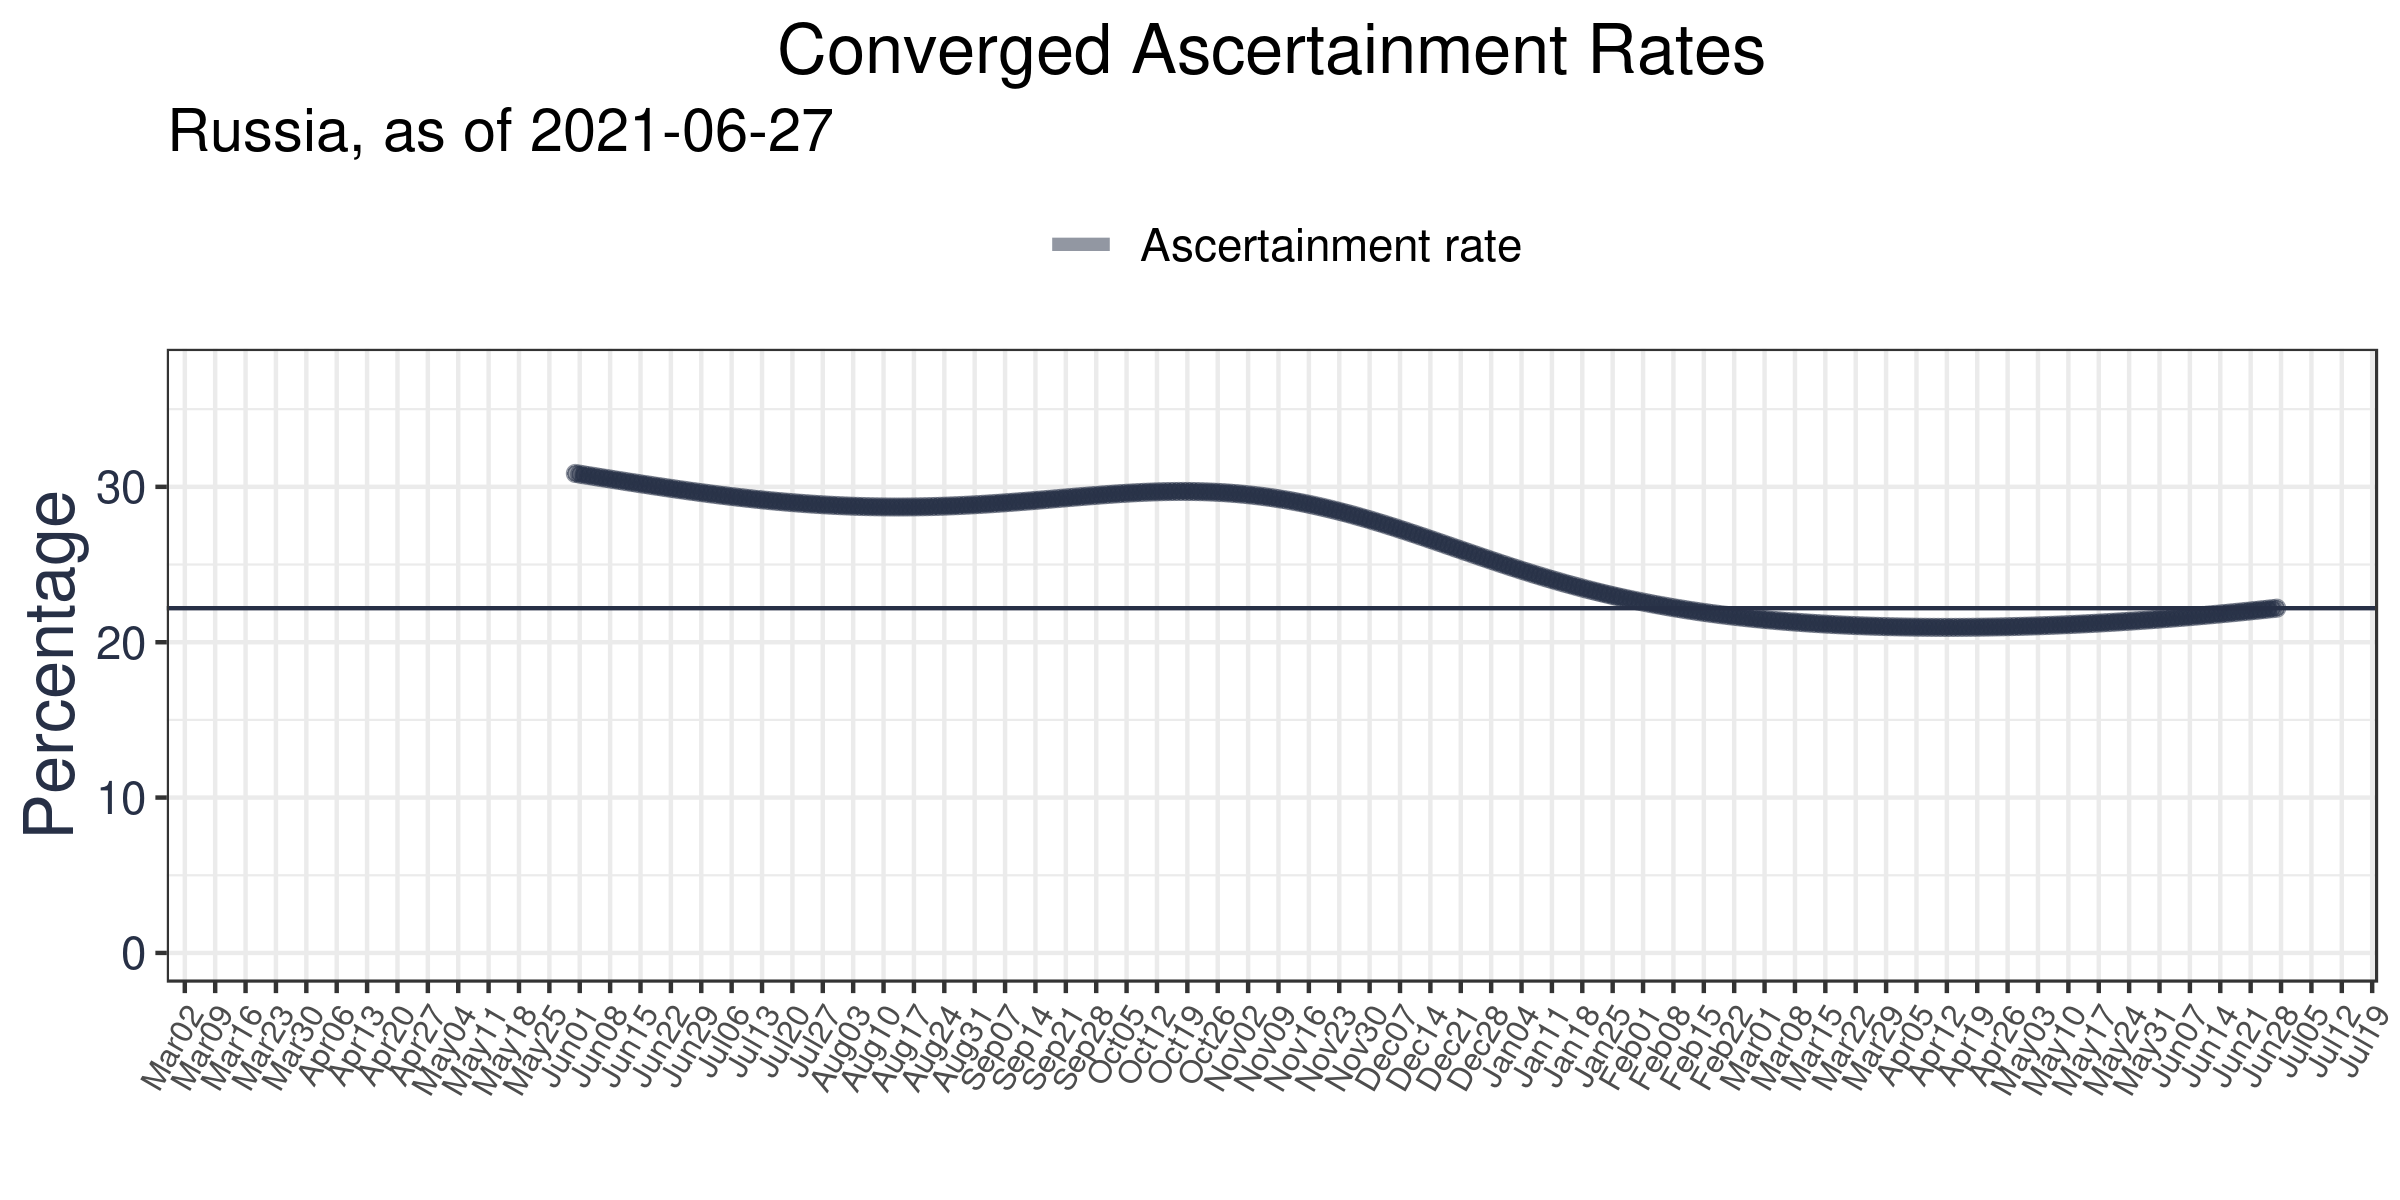 Converged Ascertainment Rates
Russia, as of 2021-06-27
Ascertainment rate
Percentage
30
20
10
0
Mar02
Mar09
Mar16
Mar23
Mar30
Apr06
Apr13
Apr20
Apr27
May04
May11
May18
May25
Jun01
Jun08
Jun15
Jun22
Jun29
Jul06
Jul13
Jul20
Jul27
Aug03
Aug10
Aug17
Aug24
Aug31
Sep07
Sep14
Sep21
Sep28
Oct05
Oct12
Oct19
Oct26
Nov02
Nov09
Nov16
Nov23
Nov30
Dec07
Dec14
Dec21
Dec28
Jan04
Jan11
Jan18
Jan25
Feb01
Feb08
Feb15
Feb22
Mar01
Mar08
Mar15
Mar22
Mar29
Apr05
Apr12
Apr19
Apr26
May03
May10
May17
May24
May31
Jun07
Jun14
Jun21
Jun28
Jul05
Jul12
Jul19